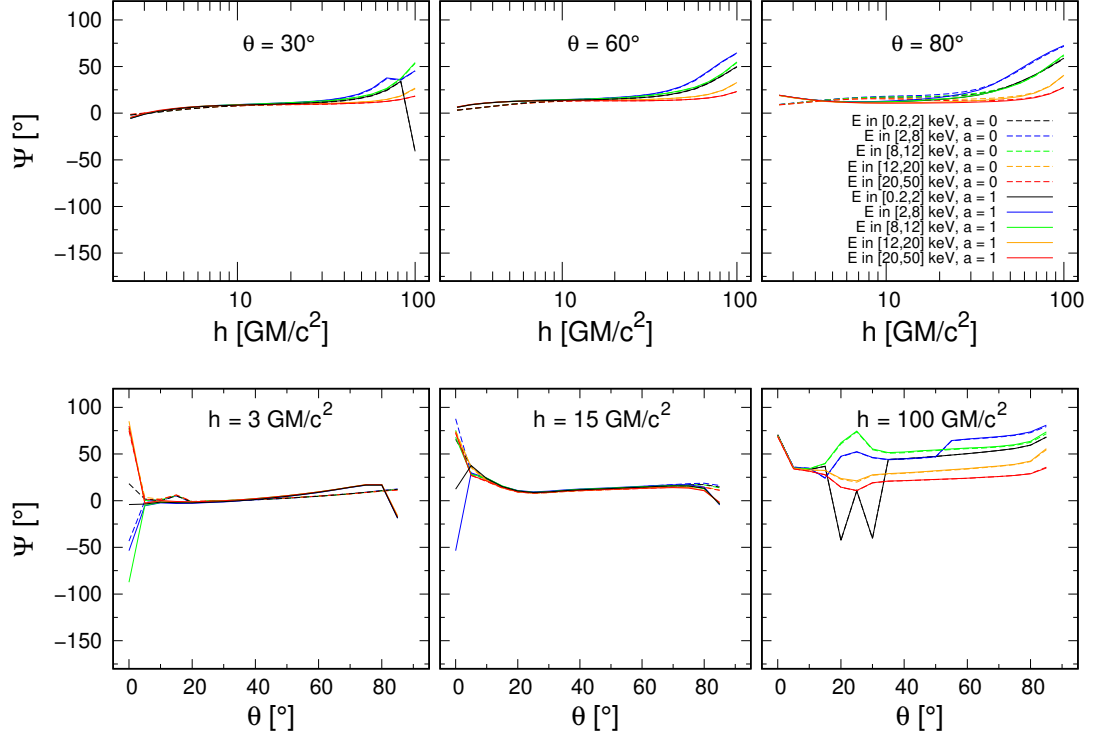 θ = 30°
θ = 60°
θ = 80°
100
50
0
−50
−100
−150
Ψ [°]
E in [0.2,2] keV, a = 0
E in [2,8] keV, a = 0
E in [8,12] keV, a = 0
E in [12,20] keV, a = 0
E in [20,50] keV, a = 0
E in [0.2,2] keV, a = 1
E in [2,8] keV, a = 1
E in [8,12] keV, a = 1
E in [12,20] keV, a = 1
E in [20,50] keV, a = 1
10 100
10
10 100
h [GM/c²]
h [GM/c²]
h [GM/c²]
h = 3 GM/c²
h = 15 GM/c²
h = 100 GM/c²
100
50
0
−50
−100
−150
Ψ [°]
0 20 40 60 80
0 20 40 60 80
0 20 40 60 80
θ [°]
θ [°]
θ [°]